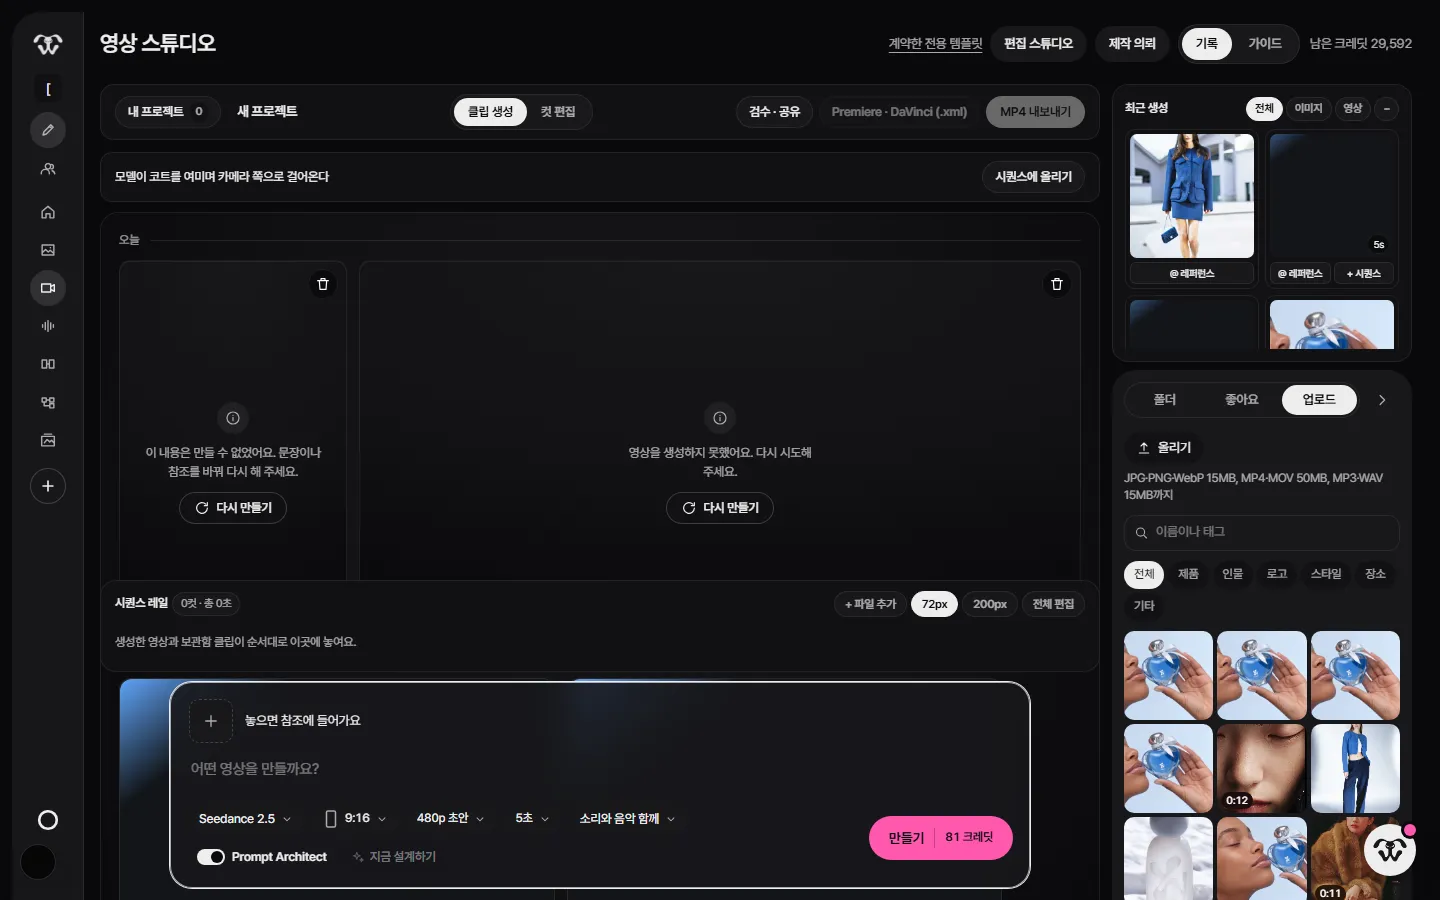 영상 스튜디오
계약한 전용 템플릿
편집 스튜디오
제작 의뢰
기록
가이드
남은 크레딧 29,592
[
내 프로젝트 0
새 프로젝트
클립 생성
컷 편집
검수 · 공유
Premiere · DaVinci (.xml)
MP4 내보내기
모델이 코트를 여미며 카메라 쪽으로 걸어온다
시퀀스에 올리기
오늘
이 내용은 만들 수 없었어요. 문장이나
참조를 바꿔 다시 해 주세요.
다시 만들기
영상을 생성하지 못했어요. 다시 시도해
주세요.
다시 만들기
시퀀스 레일
0컷 · 총 0초
+ 파일 추가
72px
200px
전체 편집
생성한 영상과 보관함 클립이 순서대로 이곳에 놓여요.
놓으면 참조에 들어가요
어떤 영상을 만들까요?
Seedance 2.5
9:16
480p 초안
5초
소리와 음악 함께
만들기
81 크레딧
Prompt Architect
지금 설계하기
최근 생성
전체
이미지
영상
−
5s
@ 레퍼런스
@ 레퍼런스
+ 시퀀스
폴더
좋아요
업로드
올리기
JPG·PNG·WebP 15MB, MP4·MOV 50MB, MP3·WAV
15MB까지
이름이나 태그
전체
제품
인물
로고
스타일
장소
기타
0:12
0:11